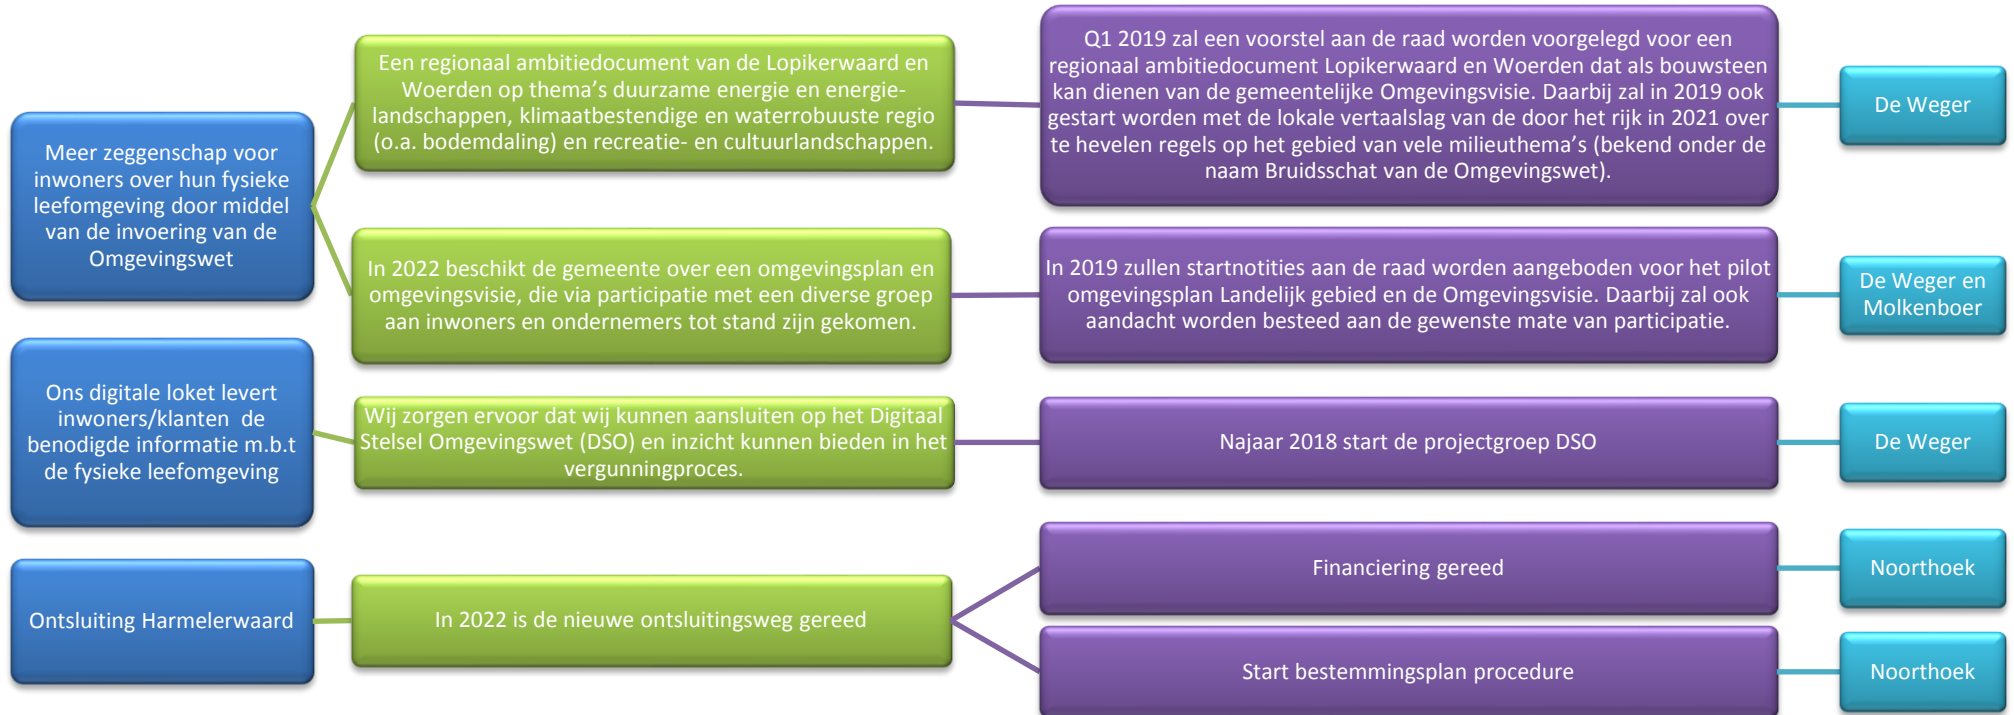 Meer zeggenschap voor
inwoners over hun fysieke
leefomgeving door middel
van de invoering van de
Omgevingswet
Een regionaal ambitiedocument van de Lopikerwaard en
Woerden op thema's duurzame energie en energie-
landschappen, klimaatbestendige en waterrobuuste regio
(o.a. bodemdaling) en recreatie- en cultuurlandschappen.
Q1 2019 zal een voorstel aan de raad worden voorgelegd voor een
regionaal ambitiedocument Lopikerwaard en Woerden dat als bouwsteen
kan dienen van de gemeentelijke Omgevingsvisie. Daarbij zal in 2019 ook
gestart worden met de lokale vertaalslag van de door het rijk in 2021 over
te hevelen regels op het gebied van vele milieuthema's (bekend onder de
naam Bruidsschat van de Omgevingswet).
De Weger
In 2022 beschikt de gemeente over een omgevingsplan en
omgevingsvisie, die via participatie met een diverse groep
aan inwoners en ondernemers tot stand zijn gekomen.
In 2019 zullen startnotities aan de raad worden aangeboden voor het pilot
omgevingsplan Landelijk gebied en de Omgevingsvisie. Daarbij zal ook
aandacht worden besteed aan de gewenste mate van participatie.
De Weger en
Molkenboer
Ons digitale loket levert
inwoners/klanten  de
benodigde informatie m.b.t
de fysieke leefomgeving
Wij zorgen ervoor dat wij kunnen aansluiten op het Digitaal
Stelsel Omgevingswet (DSO) en inzicht kunnen bieden in het
vergunningproces.
Najaar 2018 start de projectgroep DSO
De Weger
Ontsluiting Harmelerwaard
In 2022 is de nieuwe ontsluitingsweg gereed
Financiering gereed
Noorthoek
Start bestemmingsplan procedure
Noorthoek